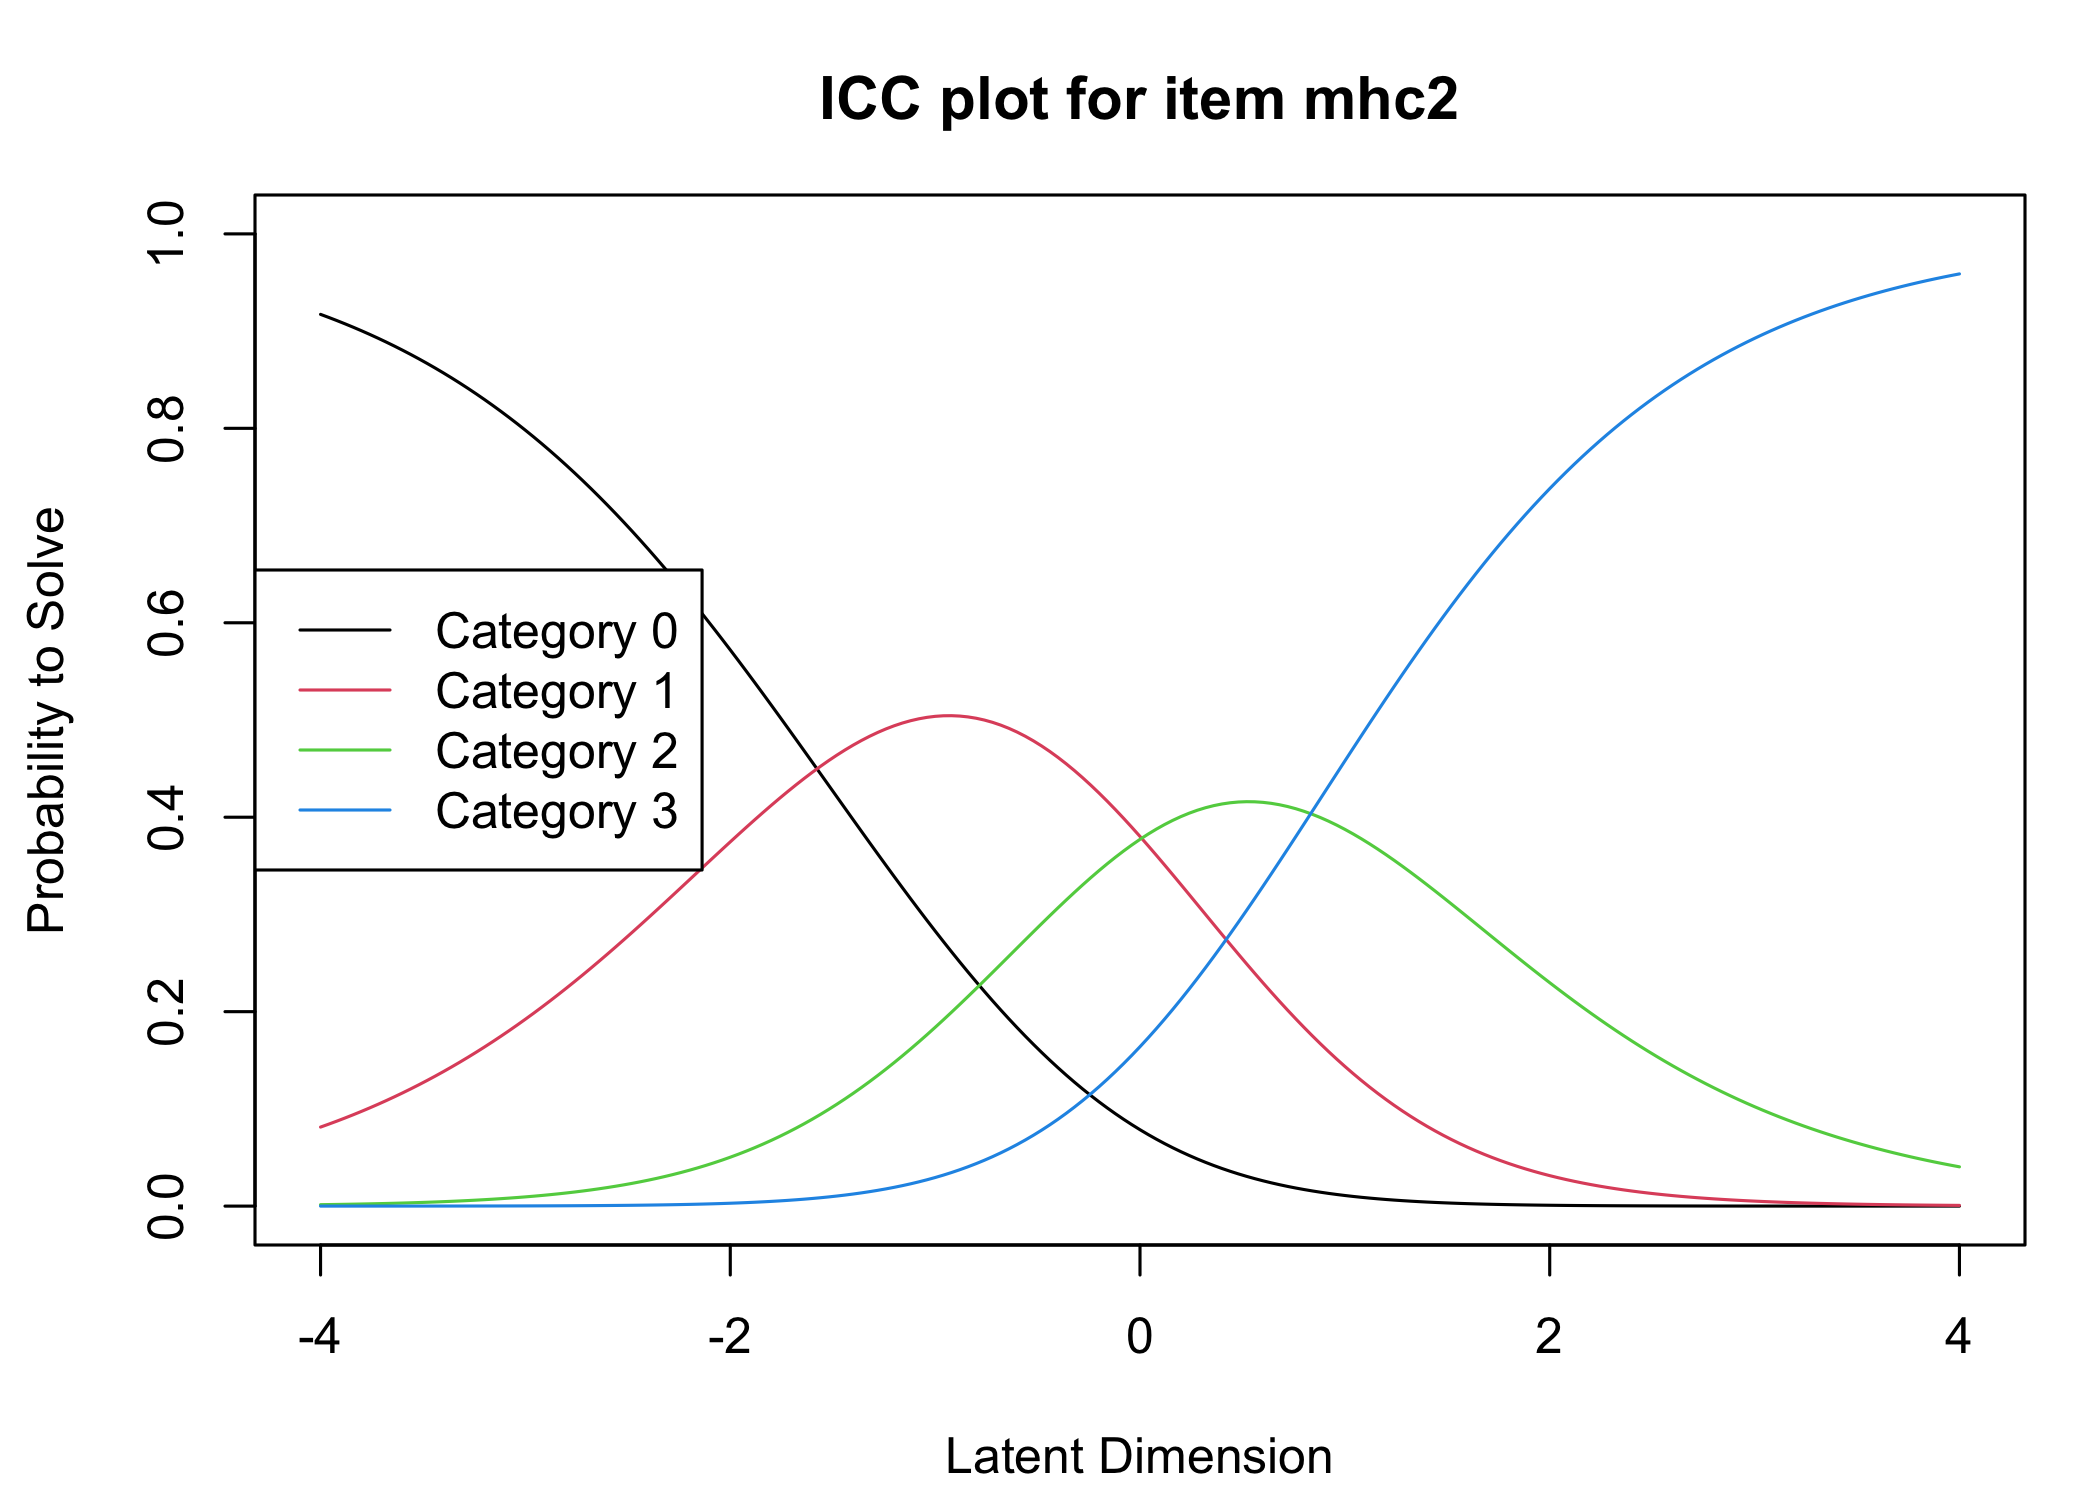 ICC plot for item mhc2
Probability to Solve
1.0
0.8
0.6
0.4
0.2
0.0
Category 0
Category 1
Category 2
Category 3
-4 -2 0 2 4
Latent Dimension